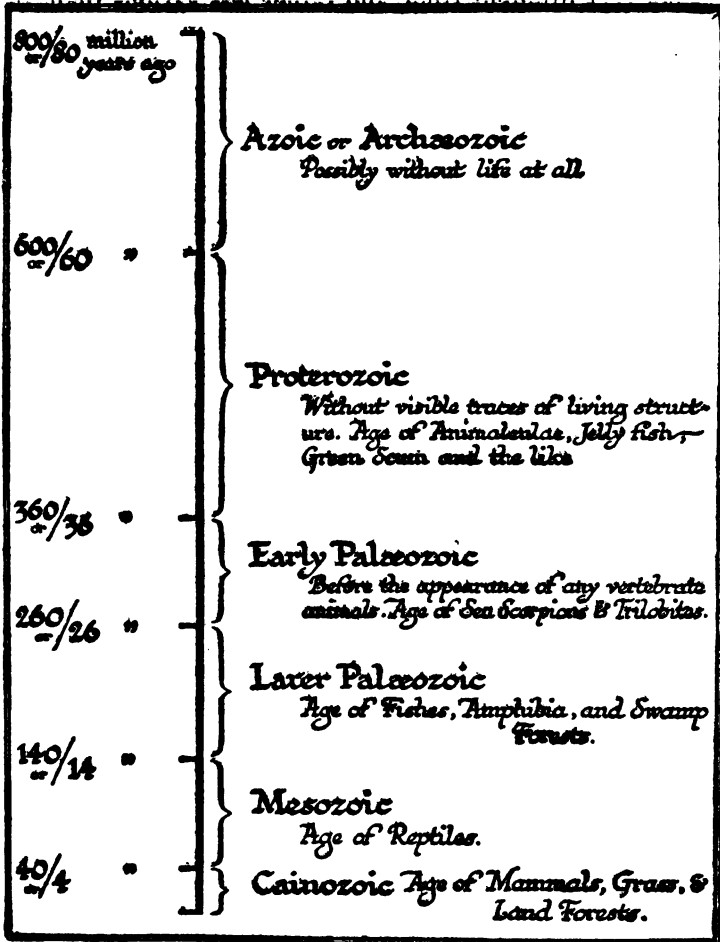 800 or 80 million
years ago
Azoic or Archæozoic
Possibly without life at all
600 or 60 "
Proterozoic
Without visible traces of living struct-
ure. Age of Animalculae, Jelly fish,
Green Scum and the like
360 or 36 "
Early Palæozoic
Before the appearance of any vertebrate
animals. Age of Sea Scorpions & Trilobites.
260 or 26 "
Later Palæozoic
Age of Fishes, Amphibia, and Swamp
Forests.
140 or 14 "
Mesozoic
Age of Reptiles.
40 or 4 "
Cainozoic Age of Mammals, Grass, &
Land Forests.